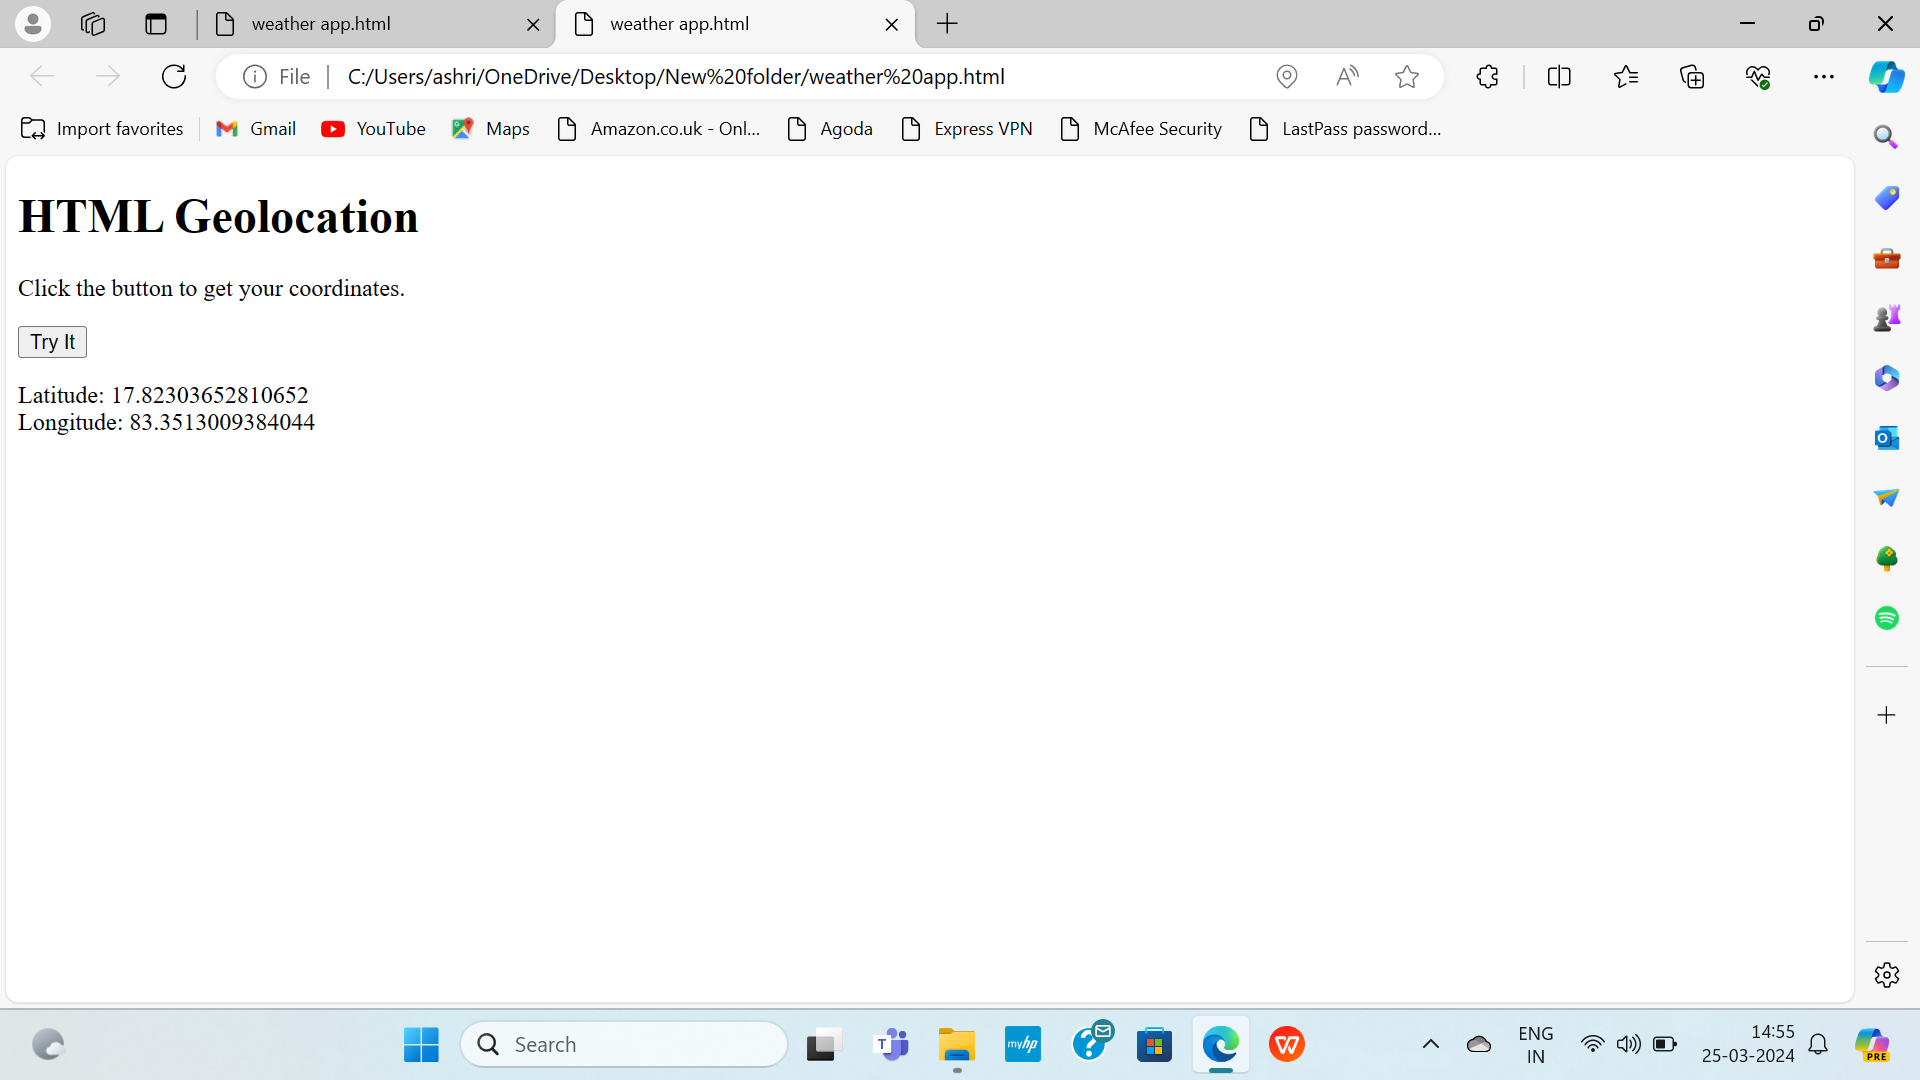 weather app.html
weather app.html
File
C:/Users/ashri/OneDrive/Desktop/New%20folder/weather%20app.html
Import favorites
Gmail
YouTube
Maps
Amazon.co.uk - Onl...
Agoda
Express VPN
McAfee Security
LastPass password...
HTML Geolocation
Click the button to get your coordinates.
Try It
Latitude: 17.82303652810652
Longitude: 83.3513009384044
Search
T
myhp
ENG
IN
14:55
25-03-2024
PRE